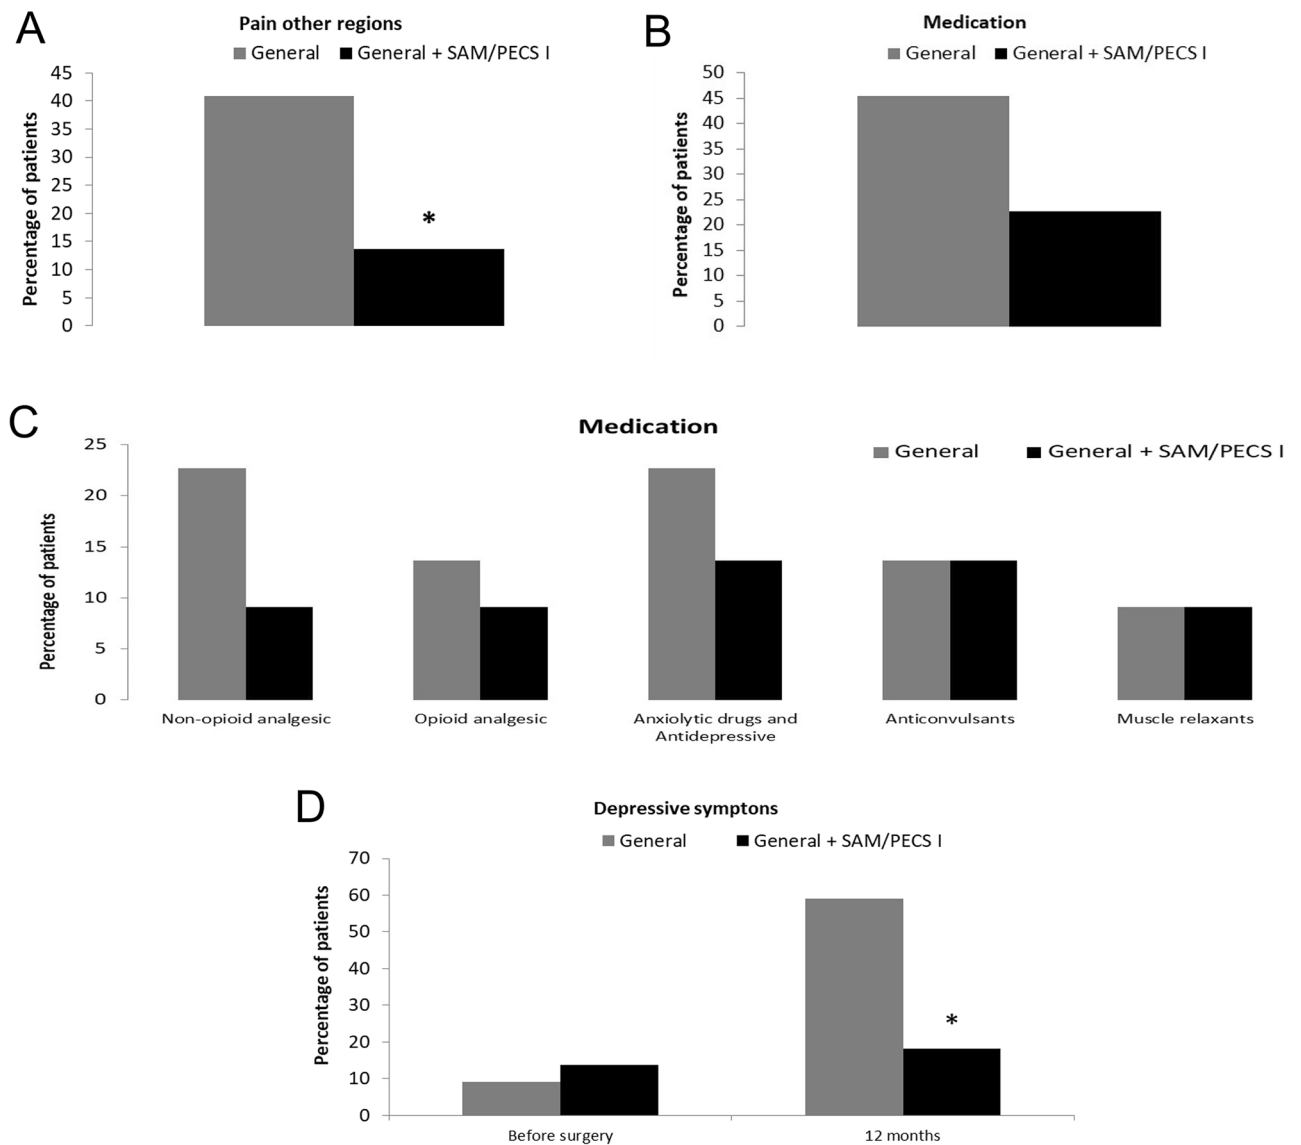 A
Pain other regions
General General + SAM/PECS I
Percentage of patients
45
40
35
30
25
20
15
10
5
0
*
B
Medication
General General + SAM/PECS I
Percentage of patients
50
45
40
35
30
25
20
15
10
5
0
C
Medication
General General + SAM/PECS I
Percentage of patients
25
20
15
10
5
0
Non-opioid analgesic
Opioid analgesic
Anxiolytic drugs and
Antidepressive
Anticonvulsants
Muscle relaxants
D
Depressive symptons
General General + SAM/PECS I
Percentage of patients
70
60
50
40
30
20
10
0
*
Before surgery
12 months